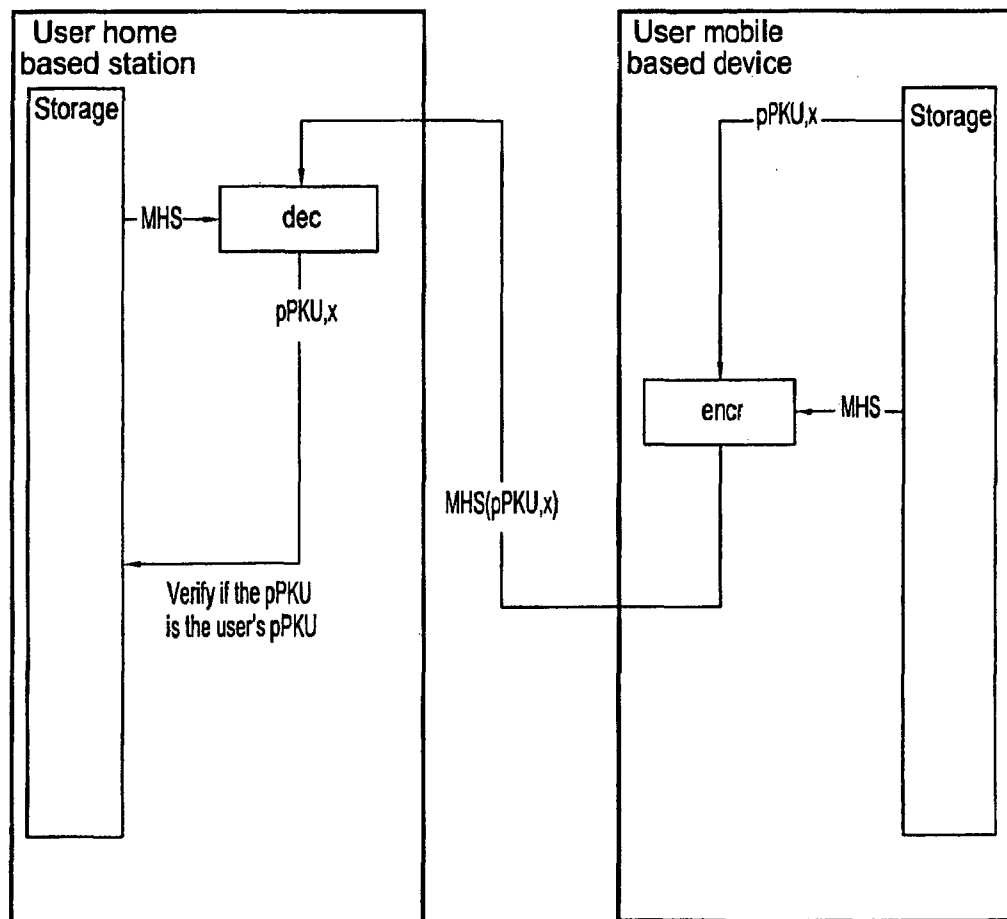 User home
based station
Storage
MHS
dec
pPKU,x
Verify if the pPKU
is the user's pPKU
MHS(pPKU,x)
User mobile
based device
pPKU,x
Storage
encr
MHS